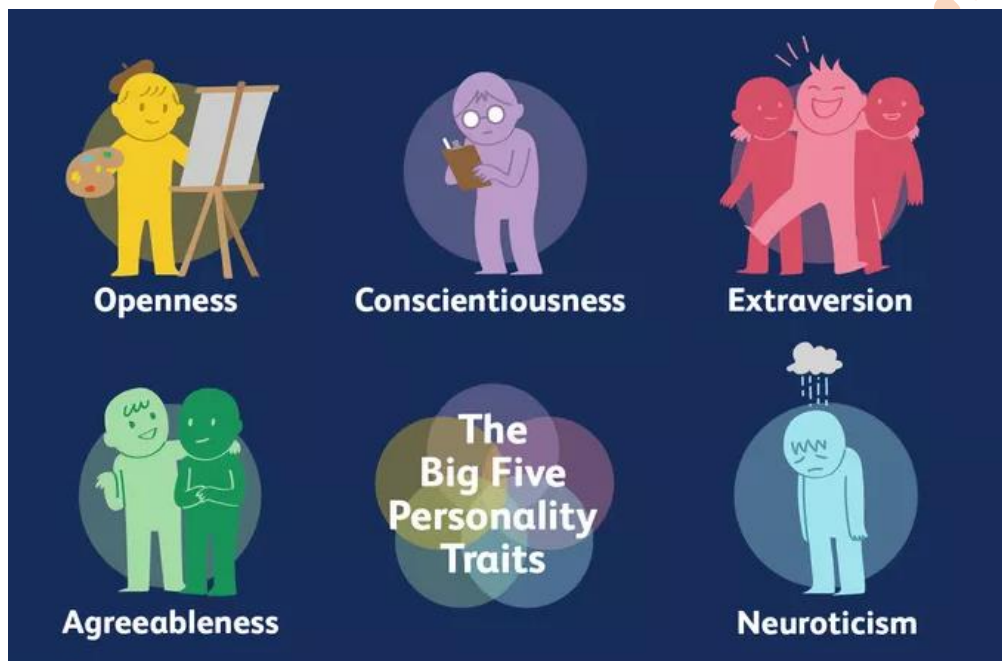 Openness
Conscientiousness
Extraversion
Agreeableness
The
Big Five
Personality
Traits
Neuroticism